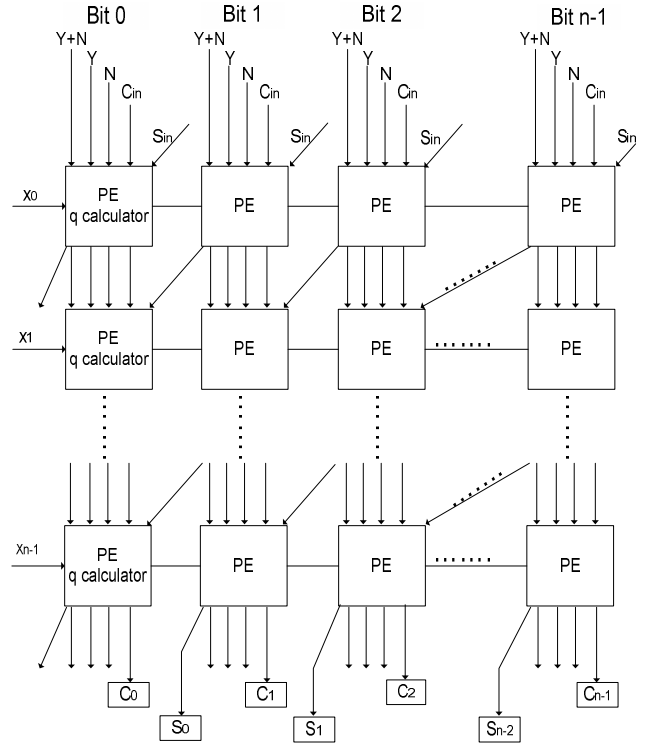 Bit 0 Bit 1 Bit 2 Bit n-1
Y+N Y N Cin Sin Y+N Y N Cin Sin Y+N Y N Cin Sin Y+N Y N Cin Sin
X0
PE
q calculator
PE
PE
PE
X1
PE
q calculator
PE
PE
PE
Xn-1
PE
q calculator
PE
PE
PE
C0 C1 C2 Cn-1
S0 S1 Sn-2